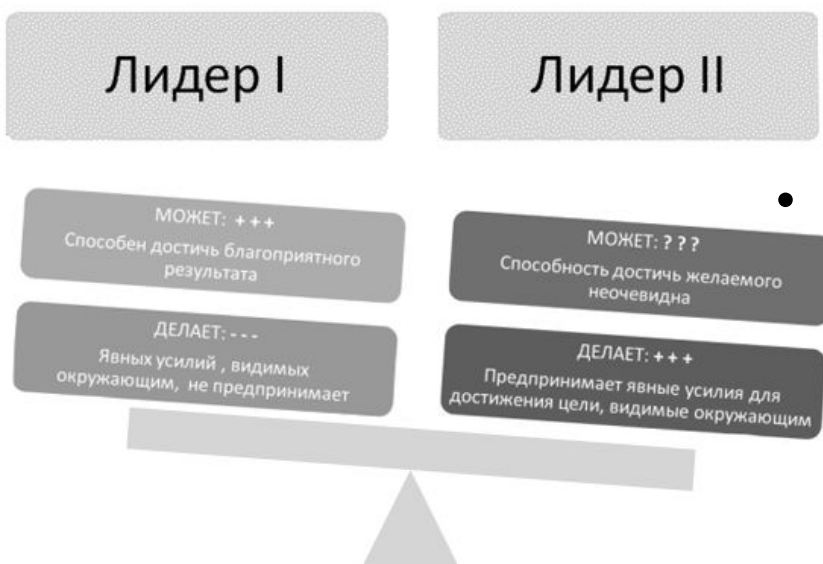 Лидер I
Лидер II
МОЖЕТ: + + +
Способен достичь благоприятного
результата
ДЕЛАЕТ: - - -
Явных усилий , видимых
окружающим, не предпринимает
МОЖЕТ: ? ? ?
Способность достичь желаемого
неочевидна
ДЕЛАЕТ: + + +
Предпринимает явные усилия для
достижения цели, видимые окружающим